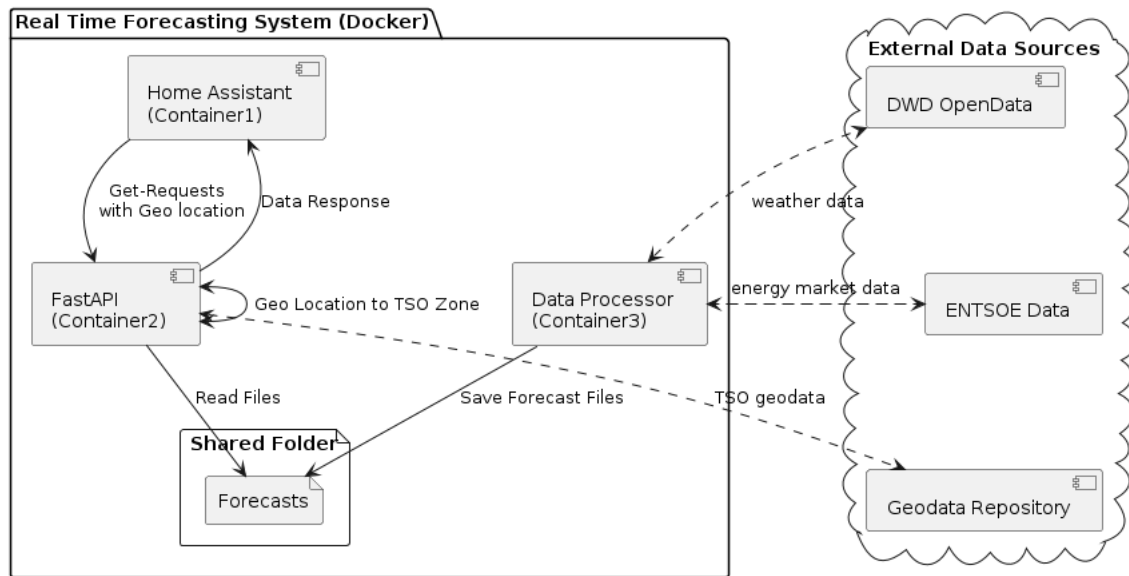 Real Time Forecasting System (Docker)
External Data Sources
Home Assistant
(Container1)
DWD OpenData
Get-Requests
with Geo location
Data Response
weather data
FastAPI
(Container2)
Geo Location to TSO Zone
Data Processor
(Container3)
energy market data
ENTSOE Data
Read Files
Save Forecast Files
TSO geodata
Shared Folder
Forecasts
Geodata Repository